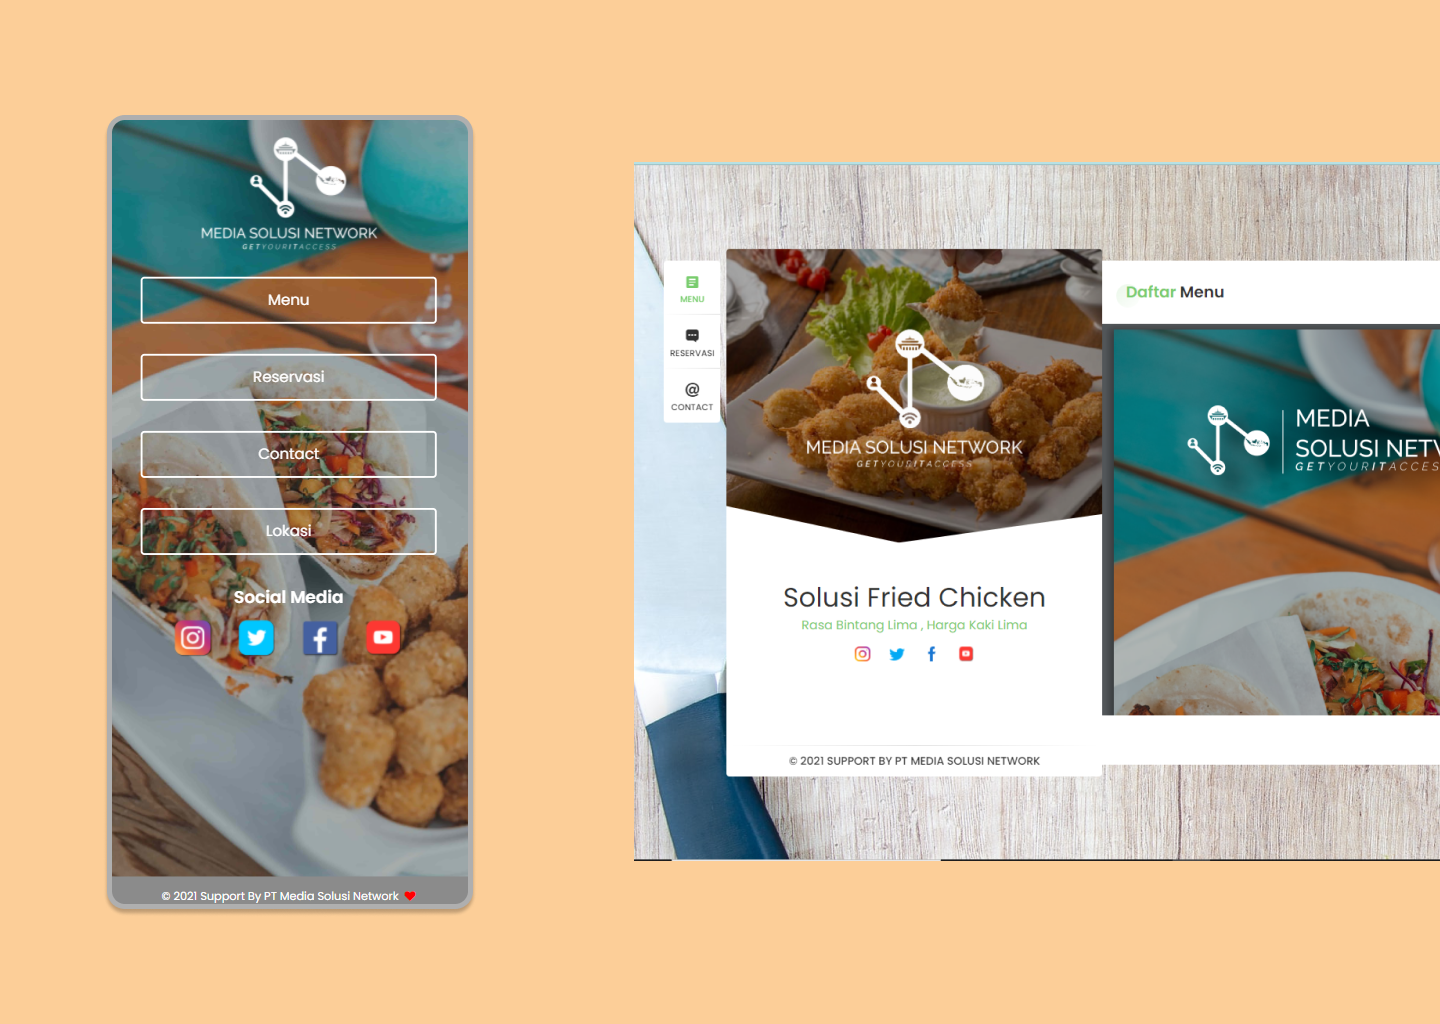 MEDIA SOLUSI NETWORK
GETYOURITACCESS
Menu
Reservasi
Contact
Lokasi
Social Media
© 2021 Support By PT Media Solusi Network
MENU
RESERVASI
CONTACT
MEDIA SOLUSI NETWORK
GETYOURITACCESS
Solusi Fried Chicken
Rasa Bintang Lima , Harga Kaki Lima
© 2021 SUPPORT BY PT MEDIA SOLUSI NETWORK
Daftar Menu
MEDIA
SOLUSI NETW
GETYOURITACCES